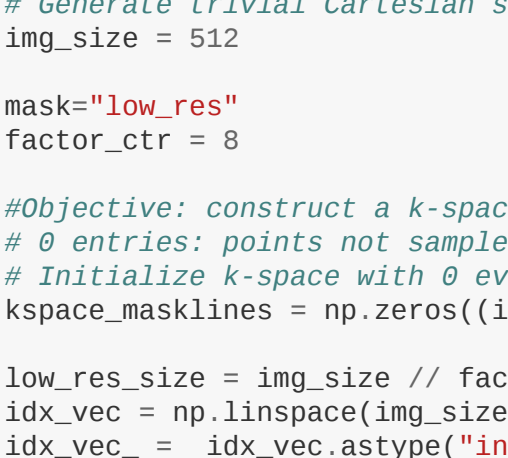 # Generate trivial Cartesian s
img_size = 512
mask="low_res"
factor_ctr = 8
#Objective: construct a k-spac
# 0 entries: points not sample
# Initialize k-space with 0 ev
kspace_masklines = np.zeros((i
low_res_size = img_size // fac
idx_vec = np.linspace(img_size
idx_vec_ =  idx_vec.astype("in